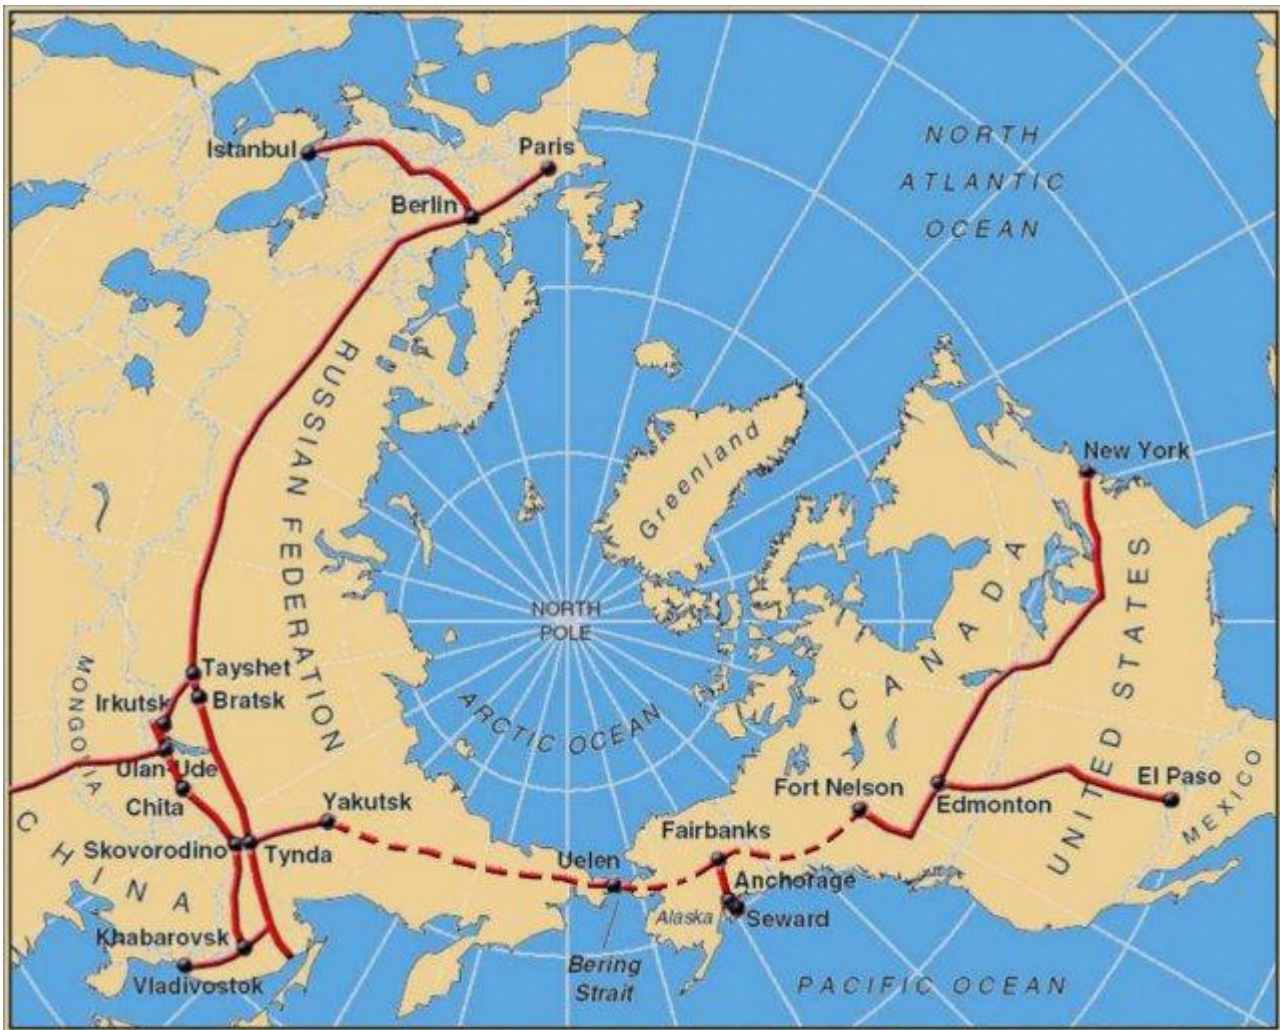 NORTH
ATLANTIC
OCEAN
Istanbul
Paris
Berlin
RUSSIAN FEDERATION
Greenland
New York
CANADA
UNITED STATES
NORTH
POLE
ARCTIC OCEAN
Tayshet
Bratsk
Irkutsk
MONGOLIA
Ulan-Ude
Chita
Yakutsk
Skovorodino
Tynda
CHINA
Khabarovsk
Vladivostok
Uelen
Bering
Strait
Fairbanks
Anchorage
Alaska
Seward
Fort Nelson
Edmonton
El Paso
MEXICO
PACIFIC OCEAN